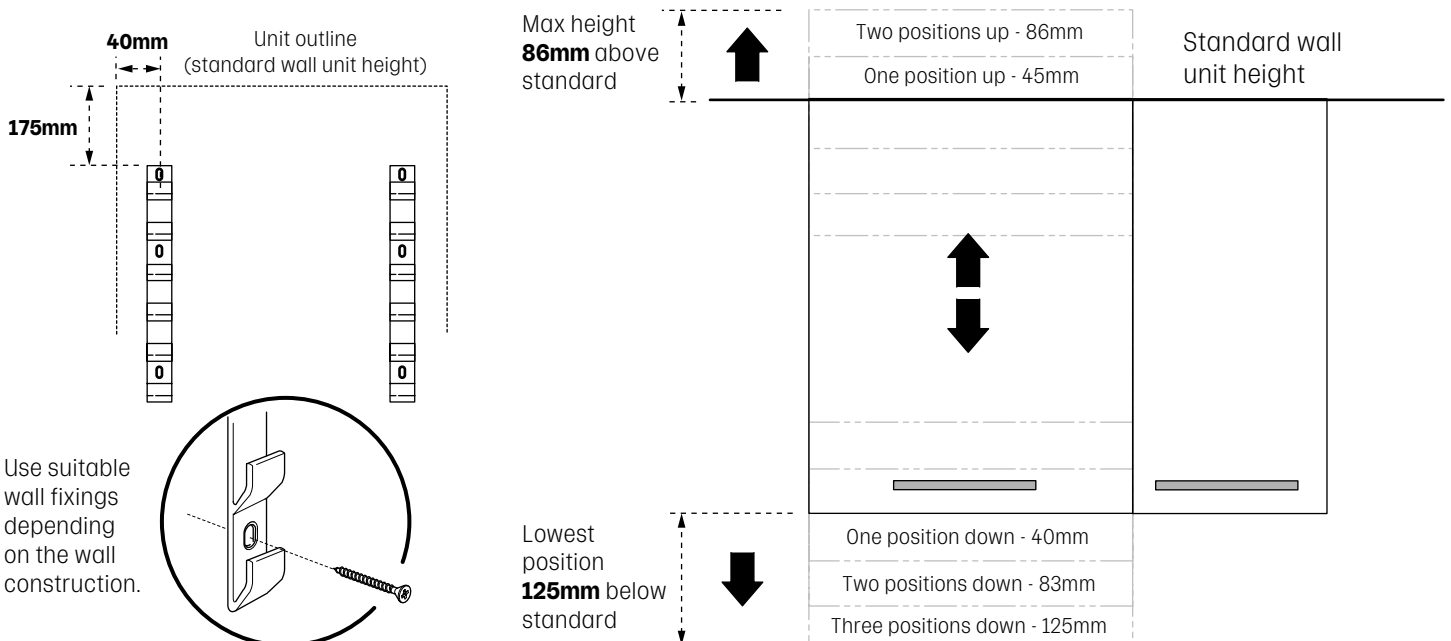 40mm
Unit outline
(standard wall unit height)
175mm
0
0
0
0
0
0
Use suitable
wall fixings
depending
on the wall
construction.
Max height
86mm above
standard
Two positions up - 86mm
One position up - 45mm
Standard wall
unit height
Lowest
position
125mm below
standard
One position down - 40mm
Two positions down - 83mm
Three positions down - 125mm